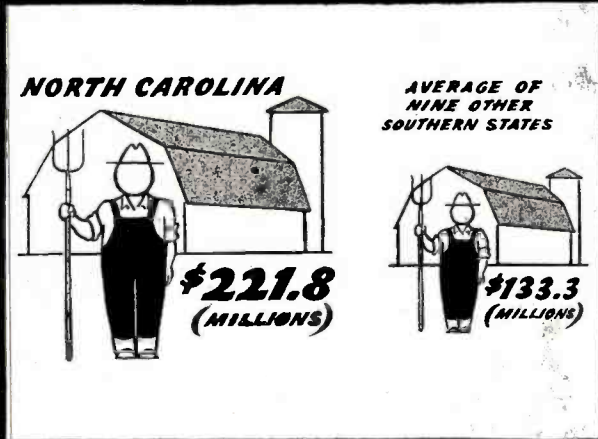 NORTH CAROLINA
$221.8
(MILLIONS)
AVERAGE OF
NINE OTHER
SOUTHERN STATES
$133.3
(MILLIONS)